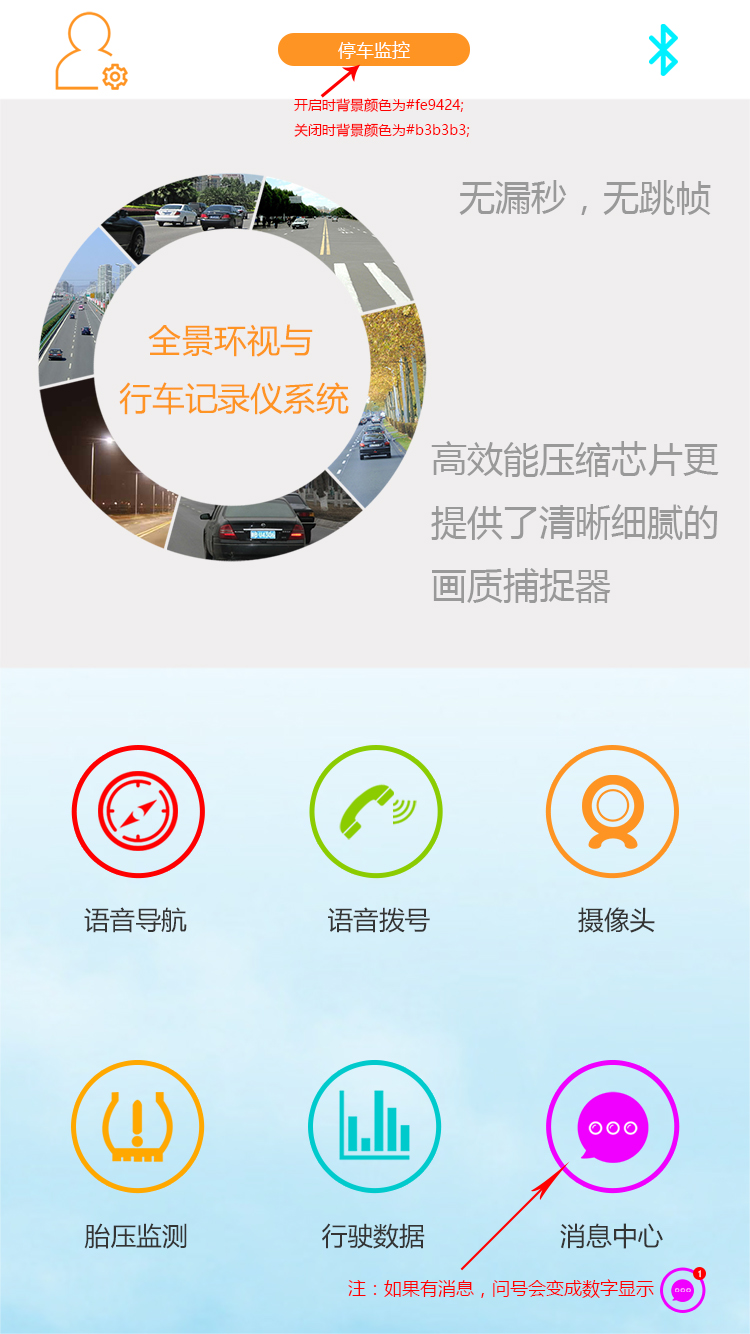 停车监控
开启时背景颜色为#fe9424;
关闭时背景颜色为#b3b3b3;
无漏秒，无跳帧
全景环视与
行车记录仪系统
高效能压缩芯片更
提供了清晰细腻的
画质捕捉器
语音导航
语音拨号
摄像头
胎压监测
行驶数据
消息中心
注：如果有消息，问号会变成数字显示
1